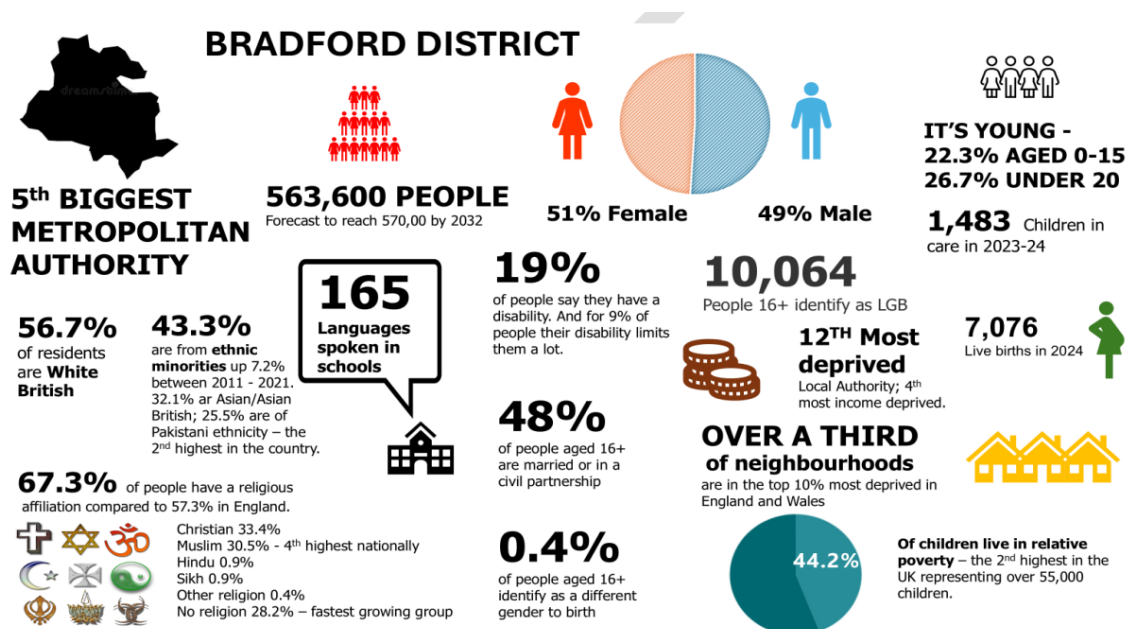 BRADFORD DISTRICT
dreamstime
5th BIGGEST
METROPOLITAN
AUTHORITY
563,600 PEOPLE
Forecast to reach 570,00 by 2032
51% Female
49% Male
IT’S YOUNG -
22.3% AGED 0-15
26.7% UNDER 20
1,483 Children in
care in 2023-24
56.7%
of residents
are White
British
43.3%
are from ethnic
minorities up 7.2%
between 2011 - 2021.
32.1% ar Asian/Asian
British; 25.5% are of
Pakistani ethnicity – the
2nd highest in the country.
165
Languages
spoken in
schools
19%
of people say they have a
disability. And for 9% of
people their disability limits
them a lot.
10,064
People 16+ identify as LGB
12TH Most
deprived
Local Authority; 4th
most income deprived.
7,076
Live births in 2024
67.3% of people have a religious
affiliation compared to 57.3% in England.
Christian 33.4%
Muslim 30.5% - 4th highest nationally
Hindu 0.9%
Sikh 0.9%
Other religion 0.4%
No religion 28.2% – fastest growing group
48%
of people aged 16+
are married or in a
civil partnership
0.4%
of people aged 16+
identify as a different
gender to birth
OVER A THIRD
of neighbourhoods
are in the top 10% most deprived in
England and Wales
44.2%
Of children live in relative
poverty – the 2nd highest in the
UK representing over 55,000
children.